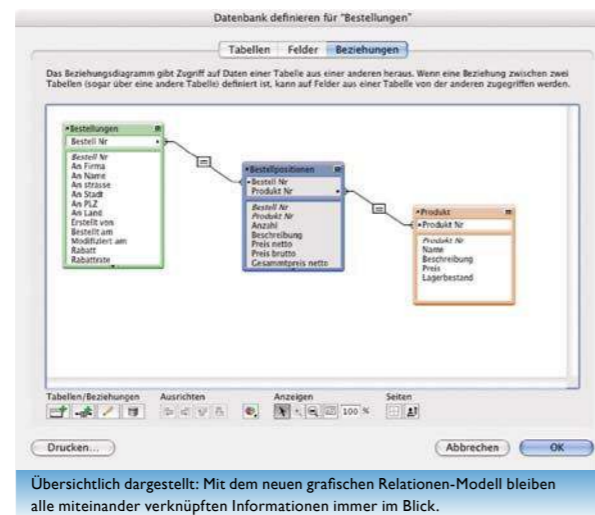 Datenbank definieren für "Bestellungen"
Tabellen Felder Beziehungen
Das Beziehungsdiagramm gibt Zugriff auf Daten einer Tabelle aus einer anderen heraus. Wenn eine Beziehung zwischen zwei
Tabellen (sogar über eine andere Tabelle) definiert ist, kann auf Felder aus einer Tabelle von der anderen zugegriffen werden.
Bestellungen
Bestell Nr
Bestell Nr
An Firma
An Name
An strasse
An Stadt
An PLZ
An Land
Erstellt von
Bestellt am
Modifiziert am
Rabatt
Rabattrate
Bestellpositionen
Bestell Nr
Produkt Nr
Bestell Nr
Produkt Nr
Anzahl
Beschreibung
Preis netto
Preis brutto
Gesammtpreis netto
Produkt
Produkt Nr
Produkt Nr
Name
Beschreibung
Preis
Lagerbestand
Tabellen/Beziehungen Ausrichten Anzeigen Seiten
100 %
Drucken... Abbrechen OK
Übersichtlich dargestellt: Mit dem neuen grafischen Relationen-Modell bleiben
alle miteinander verknüpften Informationen immer im Blick.